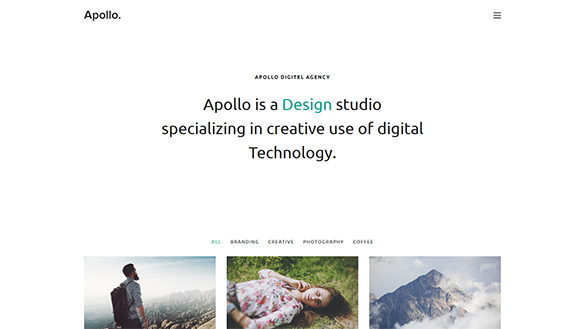 Apollo.
APOLLO DIGITEL AGENCY
Apollo is a Design studio
specializing in creative use of digital
Technology.
ALL BRANDING CREATIVE PHOTOGRAPHY COFFEE